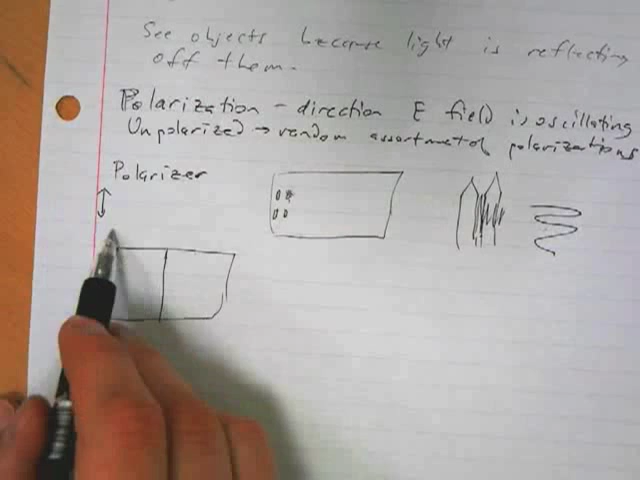 See objects because light is reflecting
off them.
Polarization - direction E field is oscillating
Unpolarized → random assortment of polarizations
Polarizer